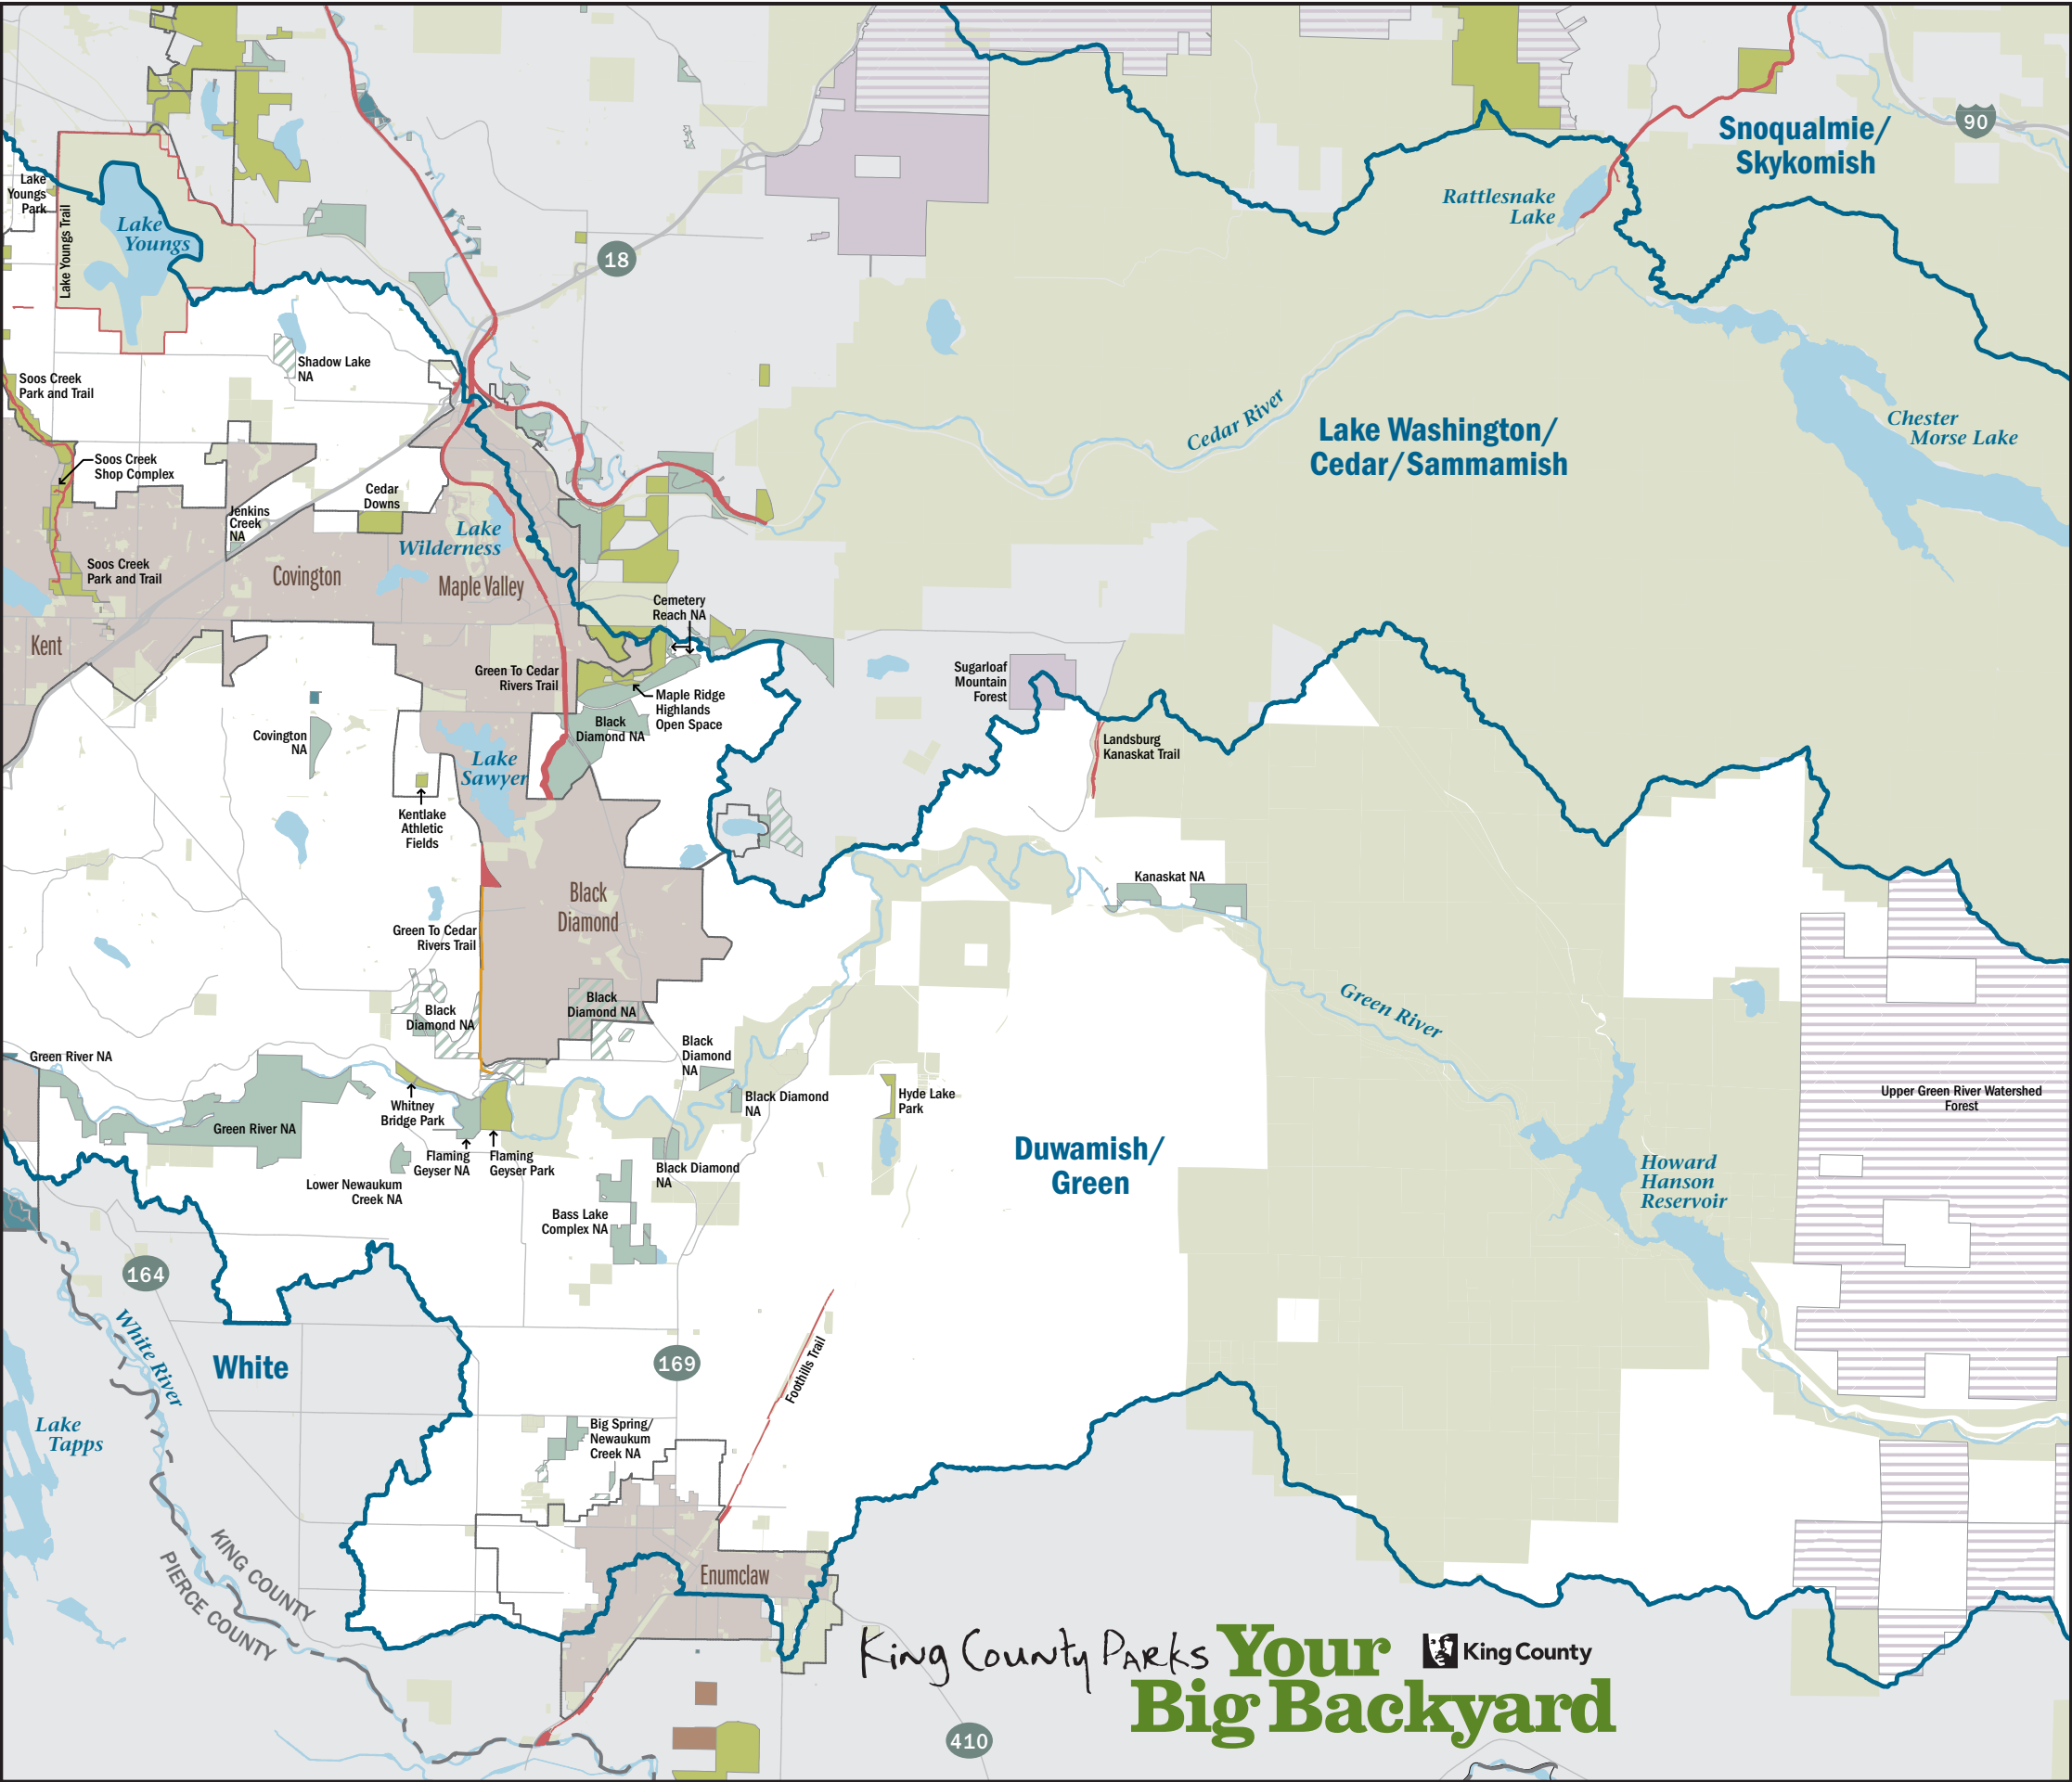 Snoqualmie/
Skykomish
90
Rattlesnake
Lake
Lake
Youngs
Park
Lake Youngs Trail
Lake
Youngs
18
Shadow Lake
NA
Soos Creek
Park and Trail
Cedar River
Lake Washington/
Cedar/Sammamish
Chester
Morse Lake
Soos Creek
Shop Complex
Cedar
Downs
Jenkins
Creek
NA
Lake
Wilderness
Soos Creek
Park and Trail
Covington
Maple Valley
Kent
Cemetery
Reach NA
Green To Cedar
Rivers Trail
Sugarloaf
Mountain
Forest
Maple Ridge
Highlands
Open Space
Black
Diamond NA
Covington
NA
Landsburg
Kanaskat Trail
Lake
Sawyer
Kentlake
Athletic
Fields
Kanaskat NA
Black
Diamond
Green To Cedar
Rivers Trail
Green River
Black
Diamond NA
Black
Diamond NA
Green River NA
Black
Diamond
NA
Black Diamond
NA
Hyde Lake
Park
Upper Green River Watershed
Forest
Whitney
Bridge Park
Green River NA
Flaming
Geyser NA
Flaming
Geyser Park
Black Diamond
NA
Duwamish/
Green
Howard
Hanson
Reservoir
Lower Newaukum
Creek NA
Bass Lake
Complex NA
164
White River
White
169
Foothills Trail
Lake
Tapps
Big Spring/
Newaukum
Creek NA
KING COUNTY
PIERCE COUNTY
Enumclaw
King County Parks
Your
Big Backyard
King County
410